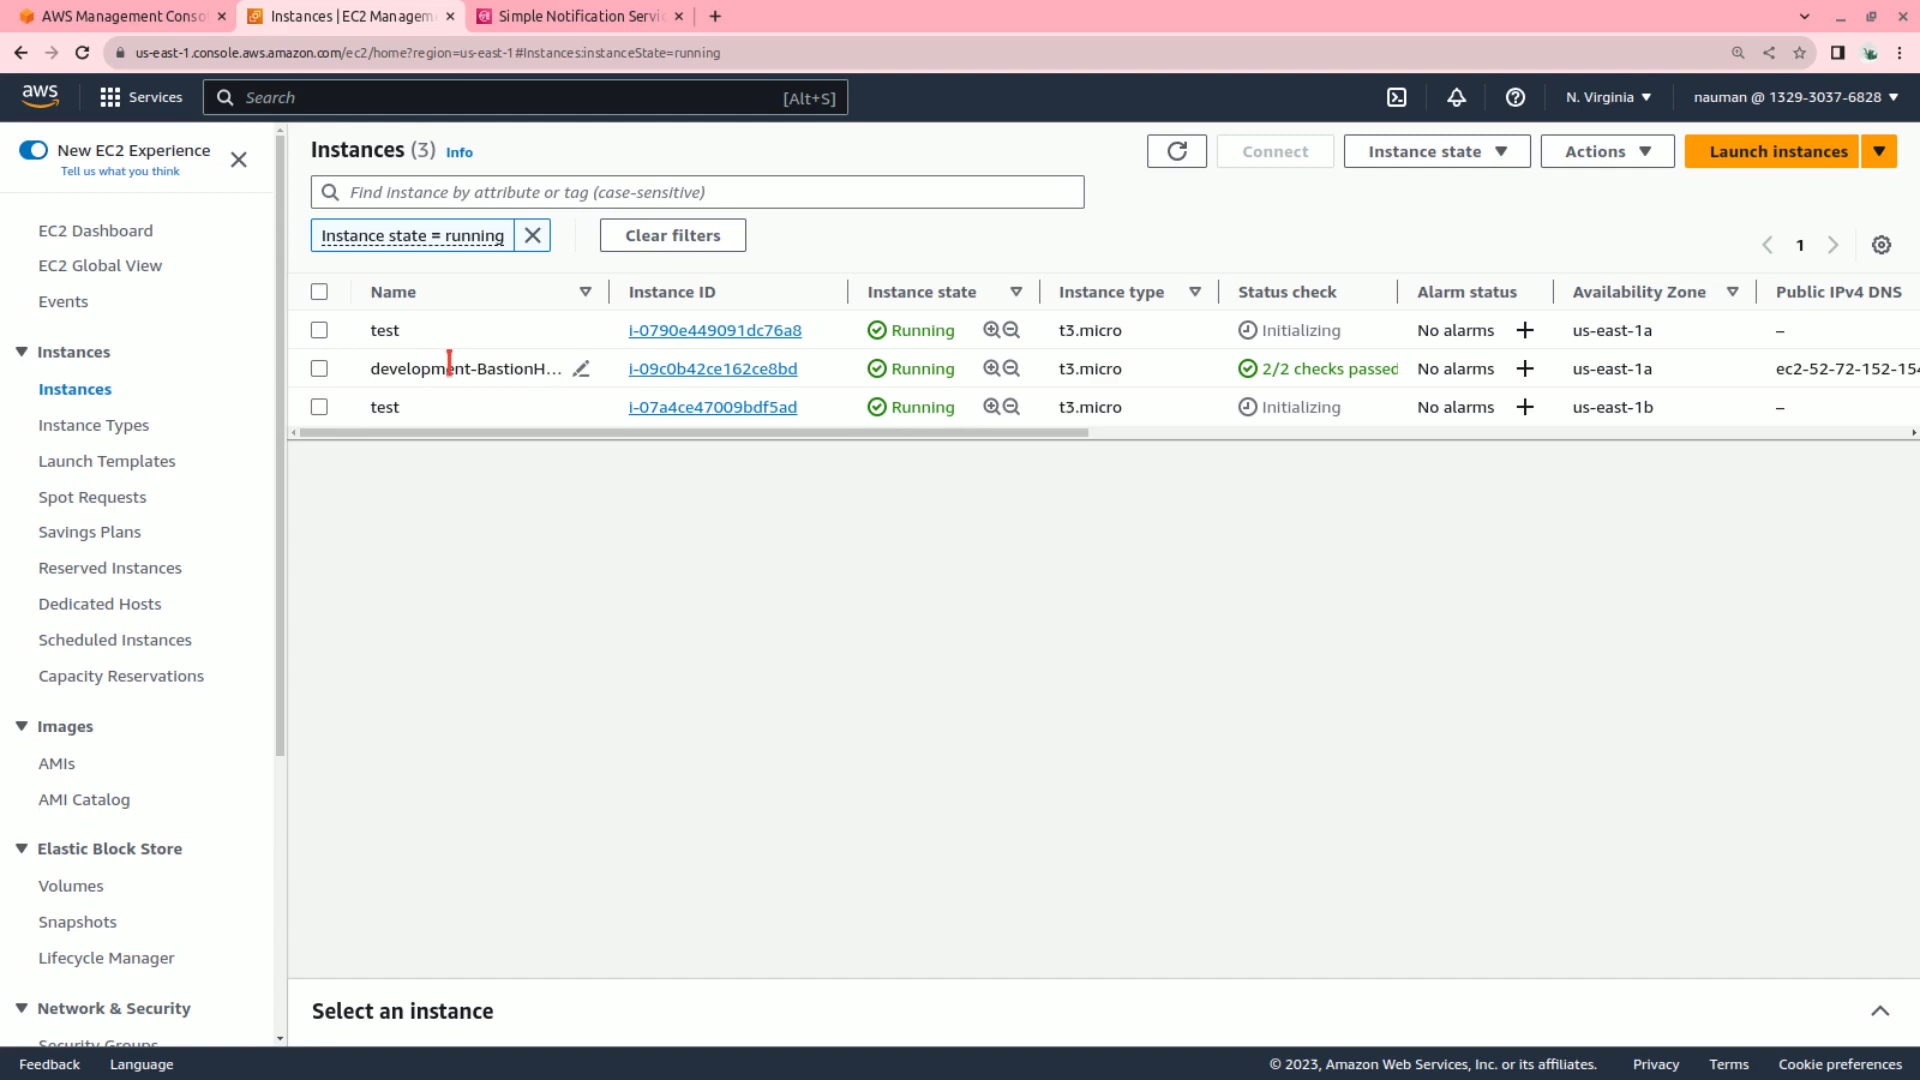 AWS Management Conso
Instances | EC2 Managem
Simple Notification Servi
us-east-1.console.aws.amazon.com/ec2/home?region=us-east-1#Instances:instanceState=running
aws
Services
Search
[Alt+S]
N. Virginia
nauman @ 1329-3037-6828
New EC2 Experience
Tell us what you think
EC2 Dashboard
EC2 Global View
Events
Instances
Instances
Instance Types
Launch Templates
Spot Requests
Savings Plans
Reserved Instances
Dedicated Hosts
Scheduled Instances
Capacity Reservations
Images
AMIs
AMI Catalog
Elastic Block Store
Volumes
Snapshots
Lifecycle Manager
Network & Security
Security Groups
Instances (3) Info
Connect
Instance state
Actions
Launch instances
Find instance by attribute or tag (case-sensitive)
Instance state = running
Clear filters
1
Name Instance ID Instance state Instance type Status check Alarm status Availability Zone Public IPv4 DNS
test i-0790e449091dc76a8 Running t3.micro Initializing No alarms + us-east-1a –
development-BastionH... i-09c0b42ce162ce8bd Running t3.micro 2/2 checks passed No alarms + us-east-1a ec2-52-72-152-154
test i-07a4ce47009bdf5ad Running t3.micro Initializing No alarms + us-east-1b –
Select an instance
Feedback Language © 2023, Amazon Web Services, Inc. or its affiliates. Privacy Terms Cookie preferences